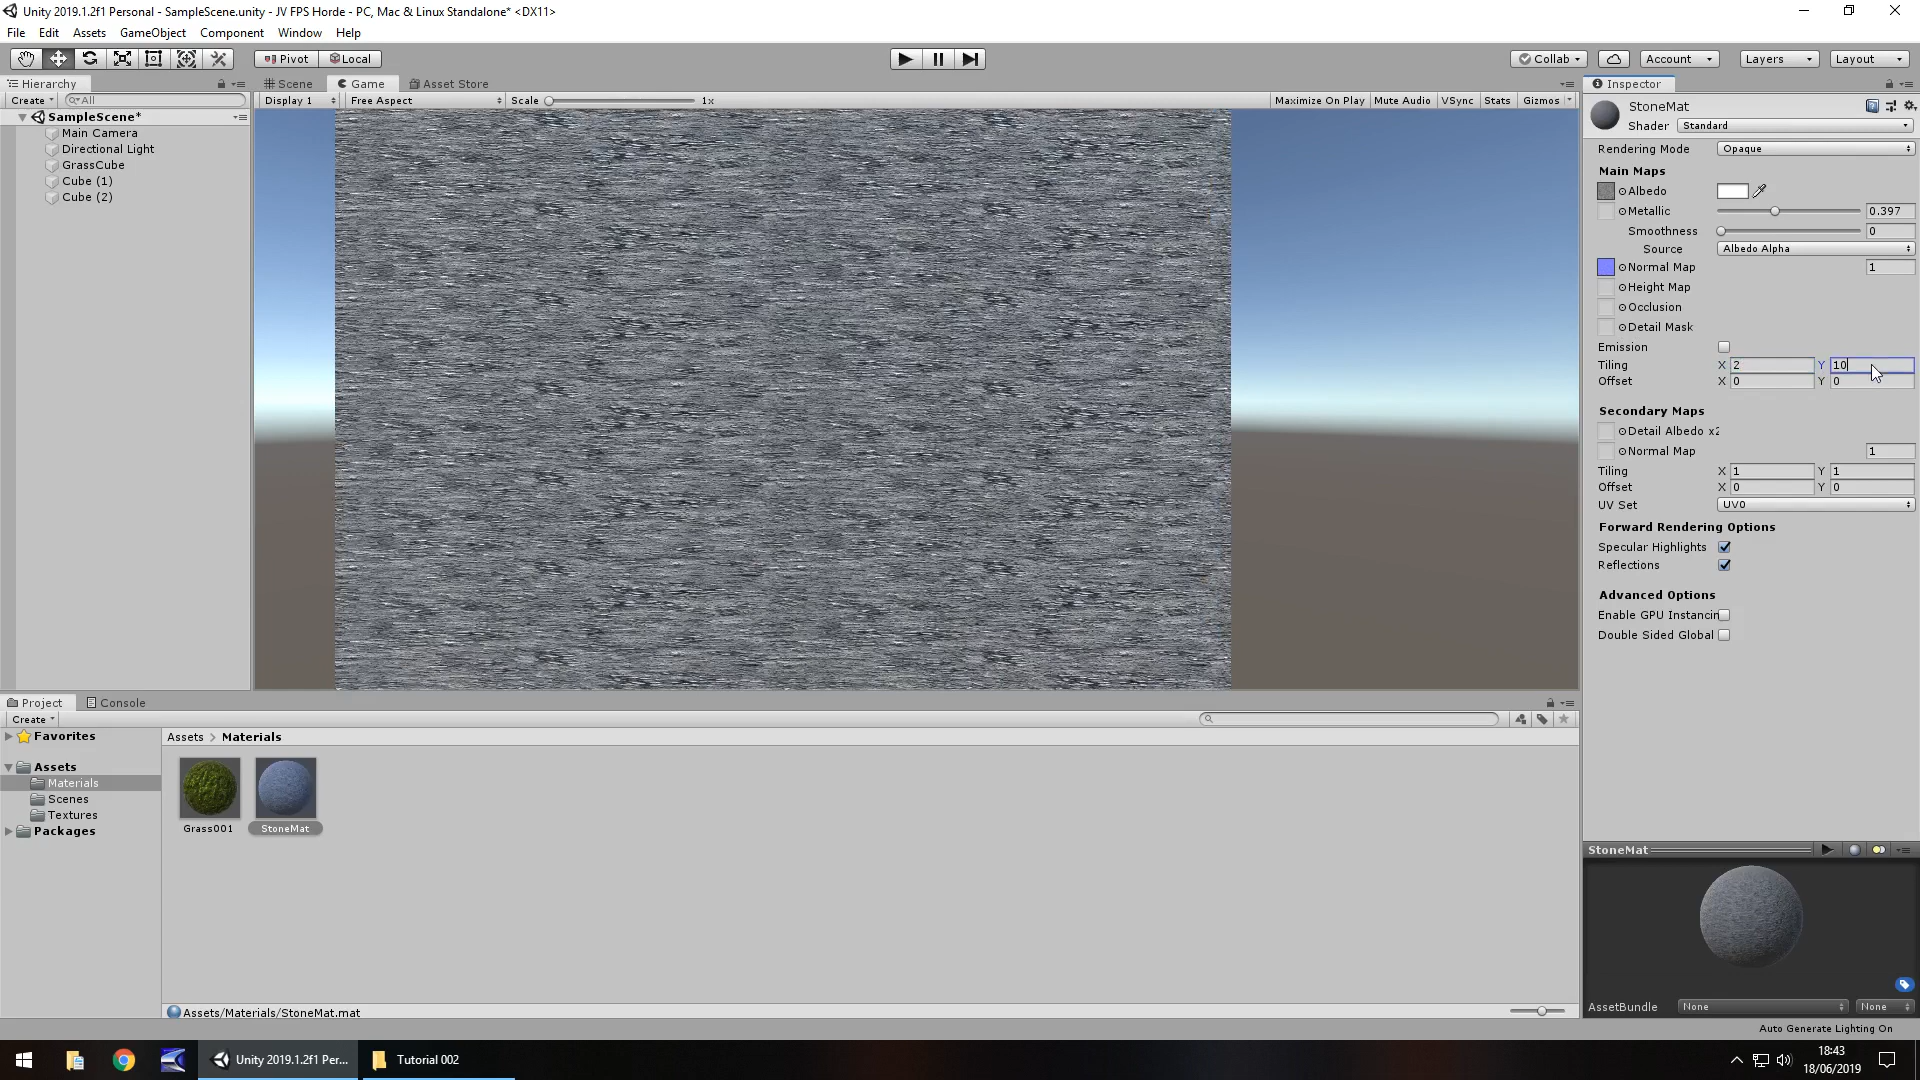 Unity 2019.1.2f1 Personal - SampleScene.unity - JV FPS Horde - PC, Mac & Linux Standalone* <DX11>
File Edit Assets GameObject Component Window Help
Pivot Local Collab Account Layers Layout
Hierarchy Scene Game Asset Store Inspector
Create All Display 1 Free Aspect Scale 1x Maximize On Play Mute Audio VSync Stats Gizmos
SampleScene*
Main Camera
Directional Light
GrassCube
Cube (1)
Cube (2)
StoneMat
Shader Standard
Rendering Mode Opaque
Main Maps
Albedo
Metallic 0.397
Smoothness 0
Source Albedo Alpha
Normal Map 1
Height Map
Occlusion
Detail Mask
Emission
Tiling X 2 Y 10
Offset X 0 Y 0
Secondary Maps
Detail Albedo x2
Normal Map 1
Tiling X 1 Y 1
Offset X 0 Y 0
UV Set UV0
Forward Rendering Options
Specular Highlights
Reflections
Advanced Options
Enable GPU Instancin
Double Sided Global
Project Console
Create
Favorites
Assets
Materials
Scenes
Textures
Packages
Assets > Materials
Grass001 StoneMat
Assets/Materials/StoneMat.mat
StoneMat
AssetBundle None None
Auto Generate Lighting On
Unity 2019.1.2f1 Per... Tutorial 002
18:43
18/06/2019